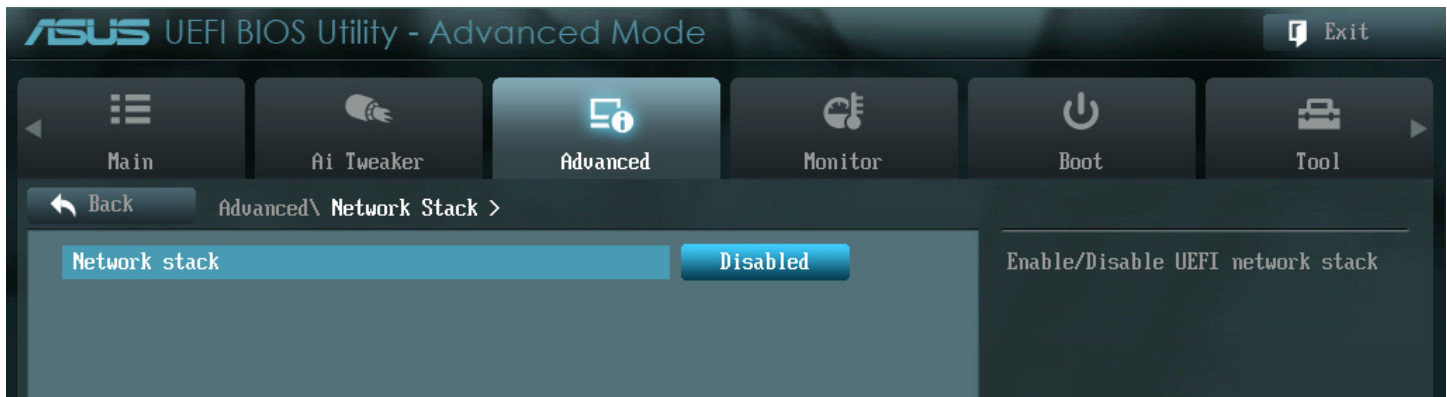 ASUS UEFI BIOS Utility - Advanced Mode
Exit
Main
Ai Tweaker
Advanced
Monitor
Boot
Tool
Back
Advanced\ Network Stack >
Network stack
Disabled
Enable/Disable UEFI network stack